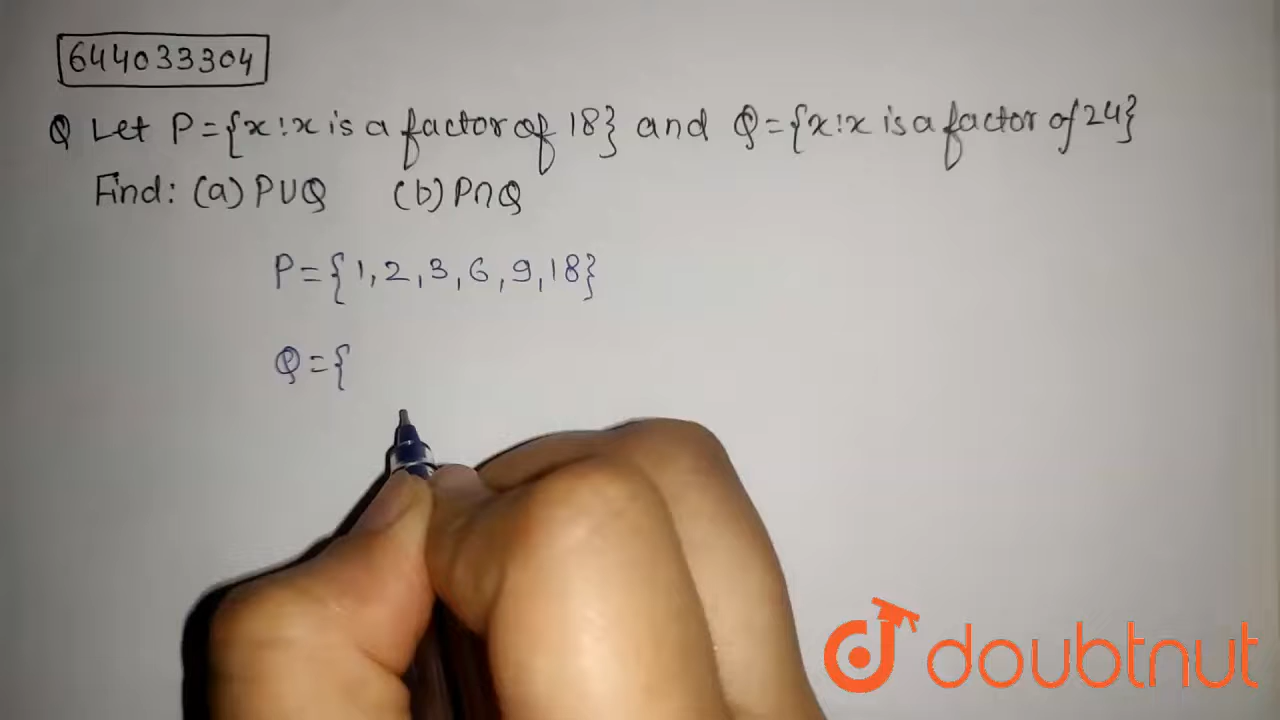 644033304
Q Let P={x:x is a factor of 18} and Q={x:x is a factor of 24}
Find: (a) P∪Q (b) P∩Q
P={1,2,3,6,9,18}
Q={
doubtnut